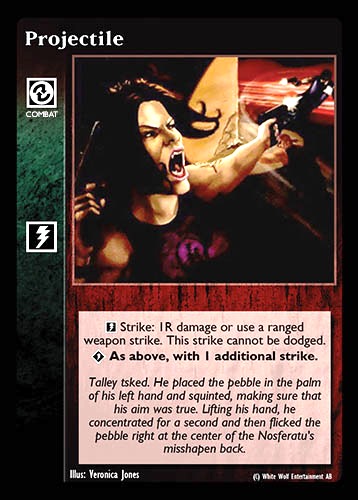 Projectile
COMBAT
Strike: 1R damage or use a ranged
weapon strike. This strike cannot be dodged.
As above, with 1 additional strike.
Talley tsked. He placed the pebble in the palm
of his left hand and squinted, making sure that
his aim was true. Lifting his hand, he
concentrated for a second and then flicked the
pebble right at the center of the Nosferatu's
misshapen back.
Illus: Veronica Jones
(C) White Wolf Entertainment AB